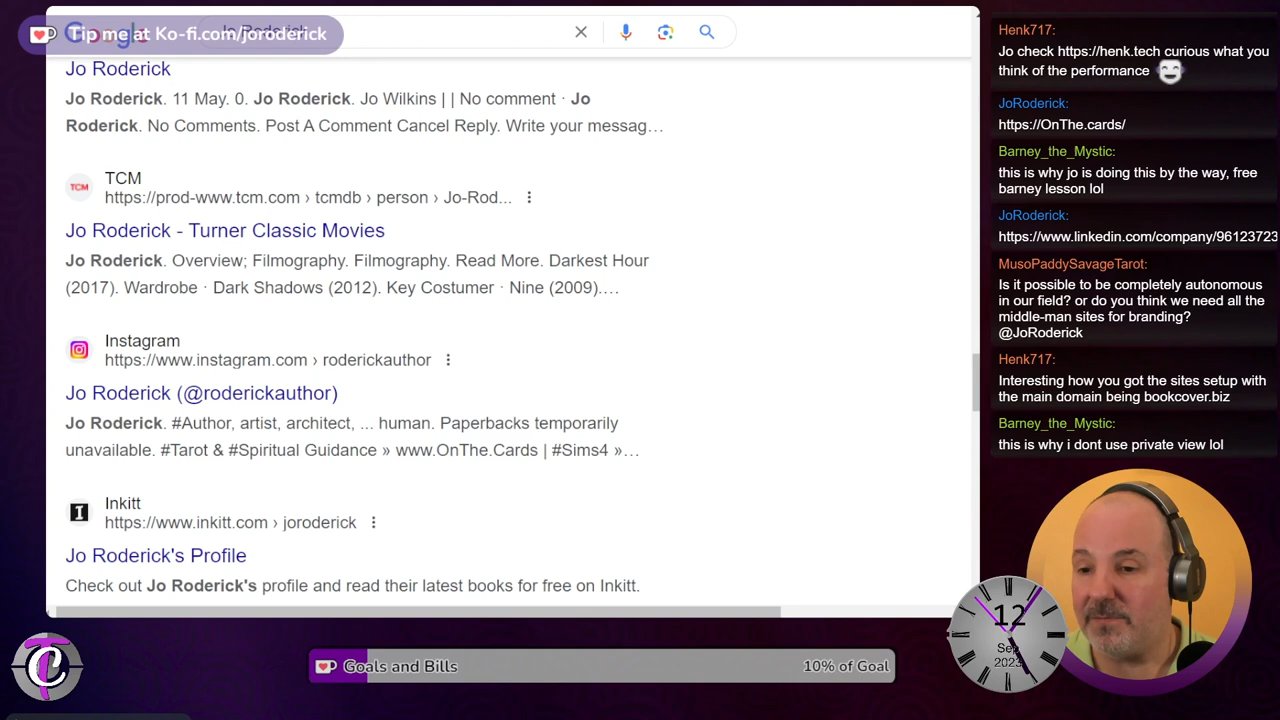 Google
Jo Roderick
Tip me at Ko-fi.com/joroderick
Jo Roderick
Jo Roderick. 11 May. 0. Jo Roderick. Jo Wilkins | | No comment · Jo
Roderick. No Comments. Post A Comment Cancel Reply. Write your messag…
TCM
TCM
https://prod-www.tcm.com › tcmdb › person › Jo-Rod...
Jo Roderick - Turner Classic Movies
Jo Roderick. Overview; Filmography. Filmography. Read More. Darkest Hour
(2017). Wardrobe · Dark Shadows (2012). Key Costumer · Nine (2009)....
Instagram
https://www.instagram.com › roderickauthor
Jo Roderick (@roderickauthor)
Jo Roderick. #Author, artist, architect, ... human. Paperbacks temporarily
unavailable. #Tarot & #Spiritual Guidance » www.OnThe.Cards | #Sims4 »…
I
Inkitt
https://www.inkitt.com › joroderick
Jo Roderick's Profile
Check out Jo Roderick's profile and read their latest books for free on Inkitt.
Henk717:
Jo check https://henk.tech curious what you
think of the performance
JoRoderick:
https://OnThe.cards/
Barney_the_Mystic:
this is why jo is doing this by the way, free
barney lesson lol
JoRoderick:
https://www.linkedin.com/company/96123723
MusoPaddySavageTarot:
Is it possible to be completely autonomous
in our field? or do you think we need all the
middle-man sites for branding?
@JoRoderick
Henk717:
Interesting how you got the sites setup with
the main domain being bookcover.biz
Barney_the_Mystic:
this is why i dont use private view lol
12
Sep
2023
TC
Goals and Bills
10% of Goal